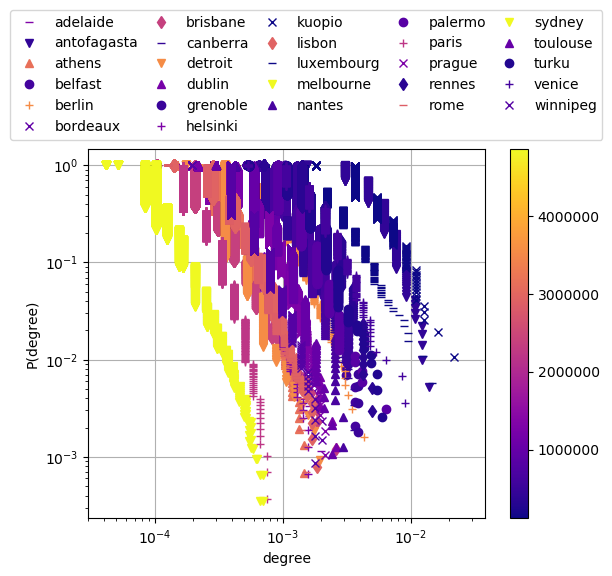 adelaide brisbane kuopio palermo sydney
antofagasta canberra lisbon paris toulouse
athens detroit luxembourg prague turku
belfast dublin melbourne rennes venice
berlin grenoble nantes rome winnipeg
bordeaux helsinki
10^0
10^-1
10^-2
10^-3
P(degree)
10^-4 10^-3 10^-2
degree
4000000
3000000
2000000
1000000